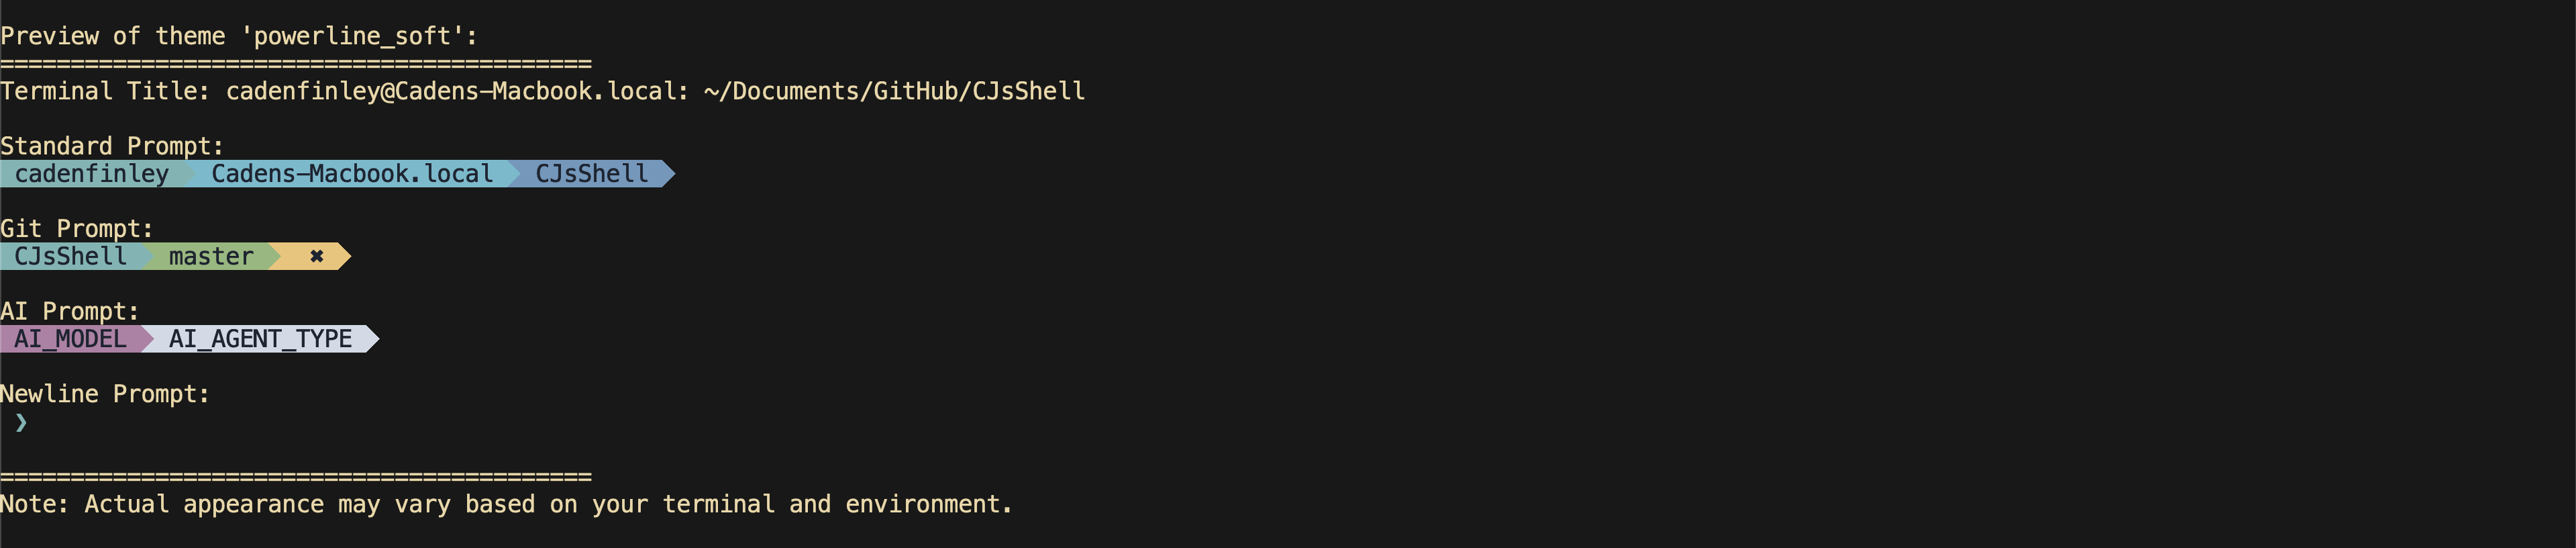 Preview of theme 'powerline_soft':
==========================================
Terminal Title: cadenfinley@Cadens-Macbook.local: ~/Documents/GitHub/CJsShell
Standard Prompt:
cadenfinley Cadens-Macbook.local CJsShell
Git Prompt:
CJsShell master ✖
AI Prompt:
AI_MODEL AI_AGENT_TYPE
Newline Prompt:
❯
==========================================
Note: Actual appearance may vary based on your terminal and environment.